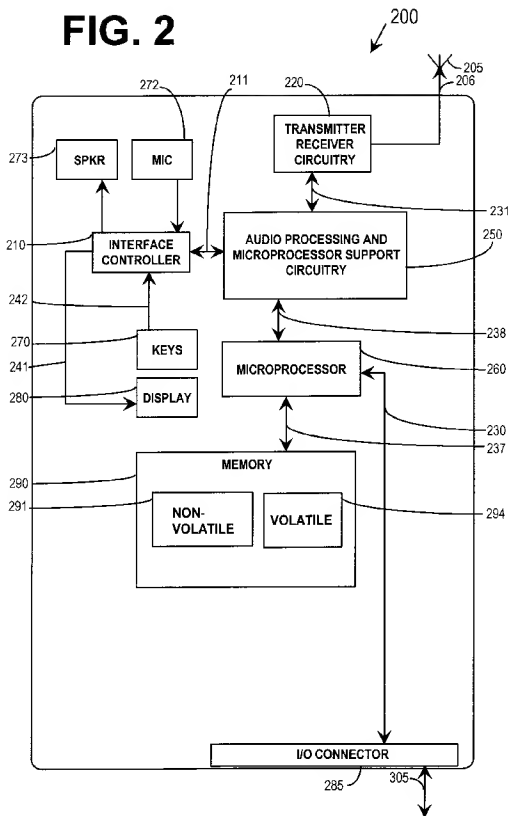 FIG. 2
200
205
206
220
272
211
273
SPKR
MIC
TRANSMITTER
RECEIVER
CIRCUITRY
231
210
INTERFACE
CONTROLLER
AUDIO PROCESSING AND
MICROPROCESSOR SUPPORT
CIRCUITRY
250
242
238
270
KEYS
MICROPROCESSOR
260
241
280
DISPLAY
230
237
290
MEMORY
291
NON-
VOLATILE
VOLATILE
294
I/O CONNECTOR
285
305